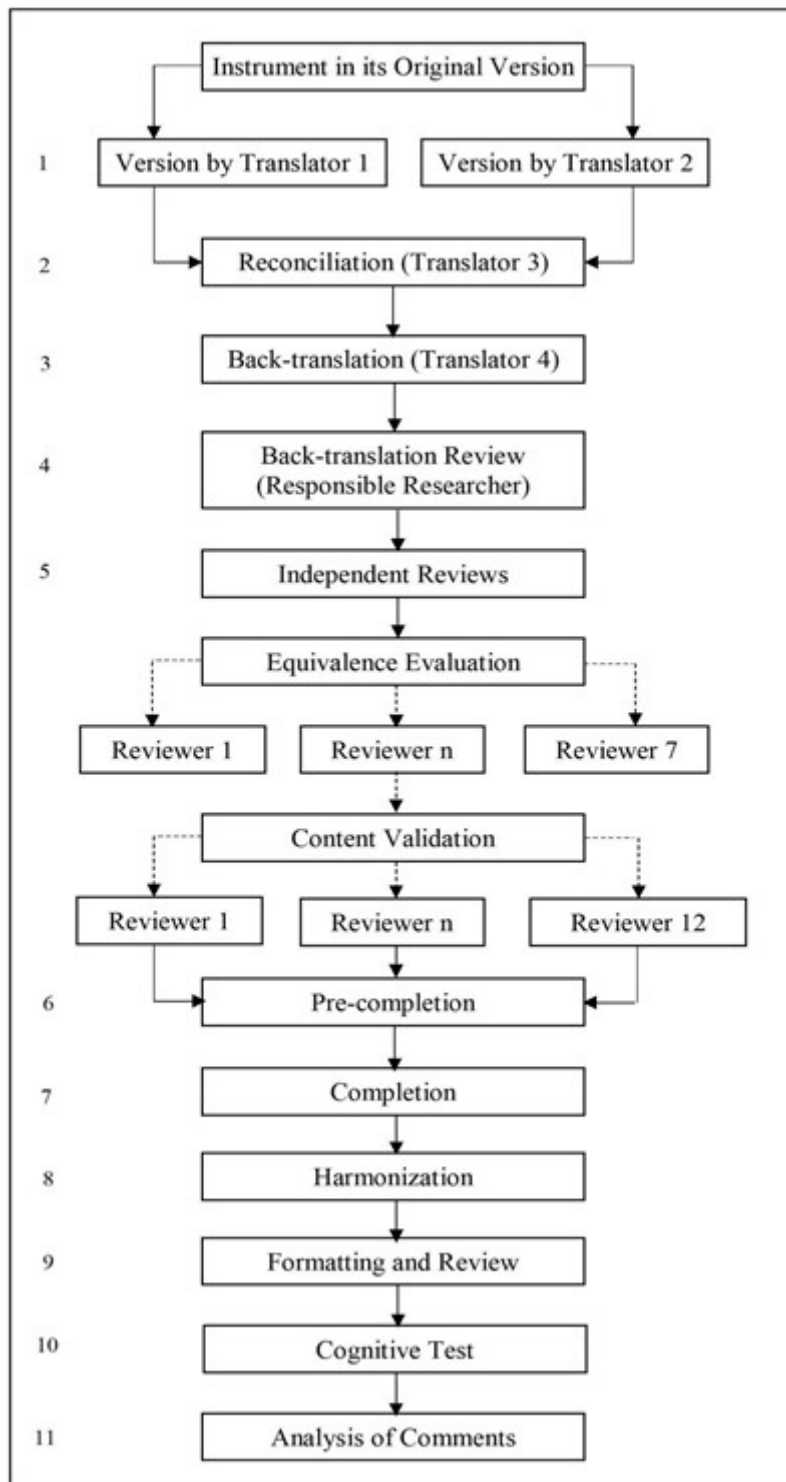 Instrument in its Original Version
1
Version by Translator 1
Version by Translator 2
2
Reconciliation (Translator 3)
3
Back-translation (Translator 4)
4
Back-translation Review
(Responsible Researcher)
5
Independent Reviews
Equivalence Evaluation
Reviewer 1
Reviewer n
Reviewer 7
Content Validation
Reviewer 1
Reviewer n
Reviewer 12
6
Pre-completion
7
Completion
8
Harmonization
9
Formatting and Review
10
Cognitive Test
11
Analysis of Comments